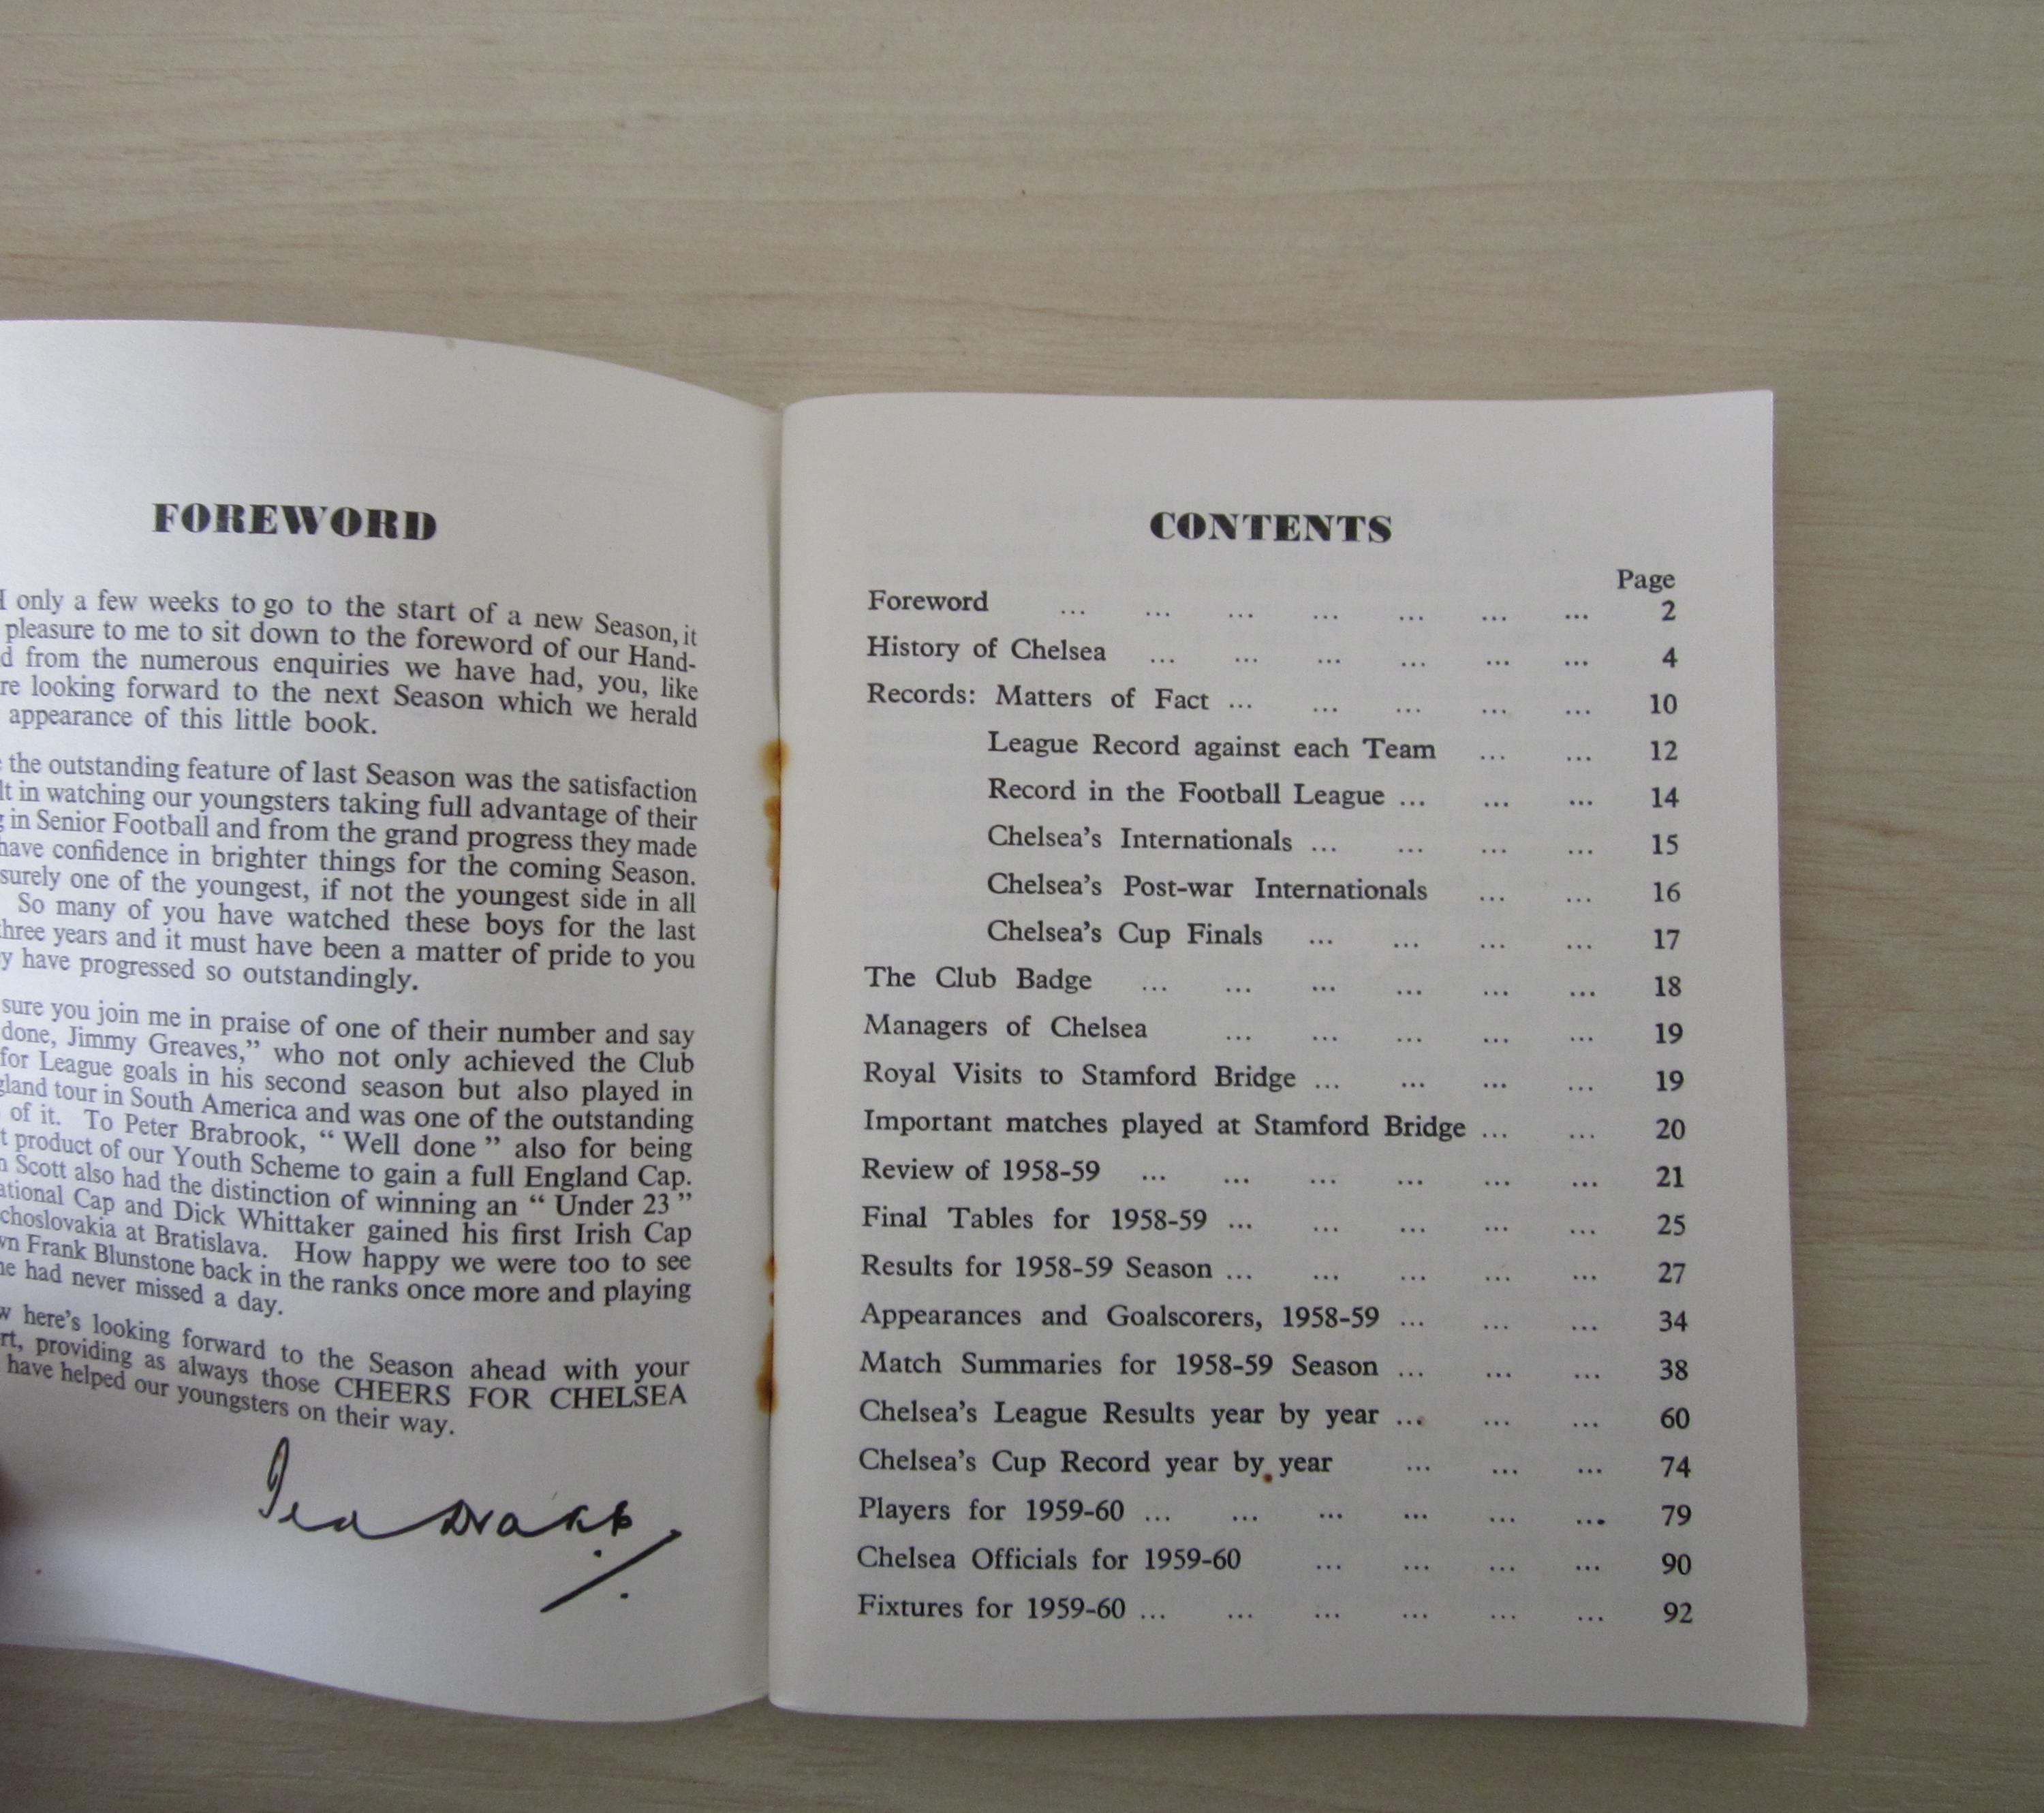 FOREWORD
only a few weeks to go to the start of a new Season, it
pleasure to me to sit down to the foreword of our Hand-
from the numerous enquiries we have had, you, like
looking forward to the next Season which we herald
appearance of this little book.
the outstanding feature of last Season was the satisfaction
in watching our youngsters taking full advantage of their
in Senior Football and from the grand progress they made
have confidence in brighter things for the coming Season.
surely one of the youngest, if not the youngest side in all
So many of you have watched these boys for the last
three years and it must have been a matter of pride to you
have progressed so outstandingly.
sure you join me in praise of one of their number and say
done, Jimmy Greaves,” who not only achieved the Club
for League goals in his second season but also played in
tour in South America and was one of the outstanding
of it. To Peter Brabrook, “ Well done ” also for being
product of our Youth Scheme to gain a full England Cap.
Scott also had the distinction of winning an “ Under 23 ”
Cap and Dick Whittaker gained his first Irish Cap
at Bratislava. How happy we were too to see
Frank Blunstone back in the ranks once more and playing
he had never missed a day.
here’s looking forward to the Season ahead with your
providing as always those CHEERS FOR CHELSEA
have helped our youngsters on their way.
Ted Drake
CONTENTS
Page
Foreword ... ... ... ... ... ... ... 2
History of Chelsea ... ... ... ... ... ... 4
Records: Matters of Fact ... ... ... ... ... 10
League Record against each Team ... ... 12
Record in the Football League ... ... ... 14
Chelsea’s Internationals ... ... ... ... 15
Chelsea’s Post-war Internationals ... ... 16
Chelsea’s Cup Finals ... ... ... ... 17
The Club Badge ... ... ... ... ... ... 18
Managers of Chelsea ... ... ... ... ... 19
Royal Visits to Stamford Bridge ... ... ... ... 19
Important matches played at Stamford Bridge ... ... 20
Review of 1958-59 ... ... ... ... ... ... 21
Final Tables for 1958-59 ... ... ... ... ... 25
Results for 1958-59 Season ... ... ... ... ... 27
Appearances and Goalscorers, 1958-59 ... ... ... 34
Match Summaries for 1958-59 Season ... ... ... 38
Chelsea’s League Results year by year ... ... ... 60
Chelsea’s Cup Record year by year ... ... ... 74
Players for 1959-60 ... ... ... ... ... ... 79
Chelsea Officials for 1959-60 ... ... ... ... 90
Fixtures for 1959-60 ... ... ... ... ... ... 92